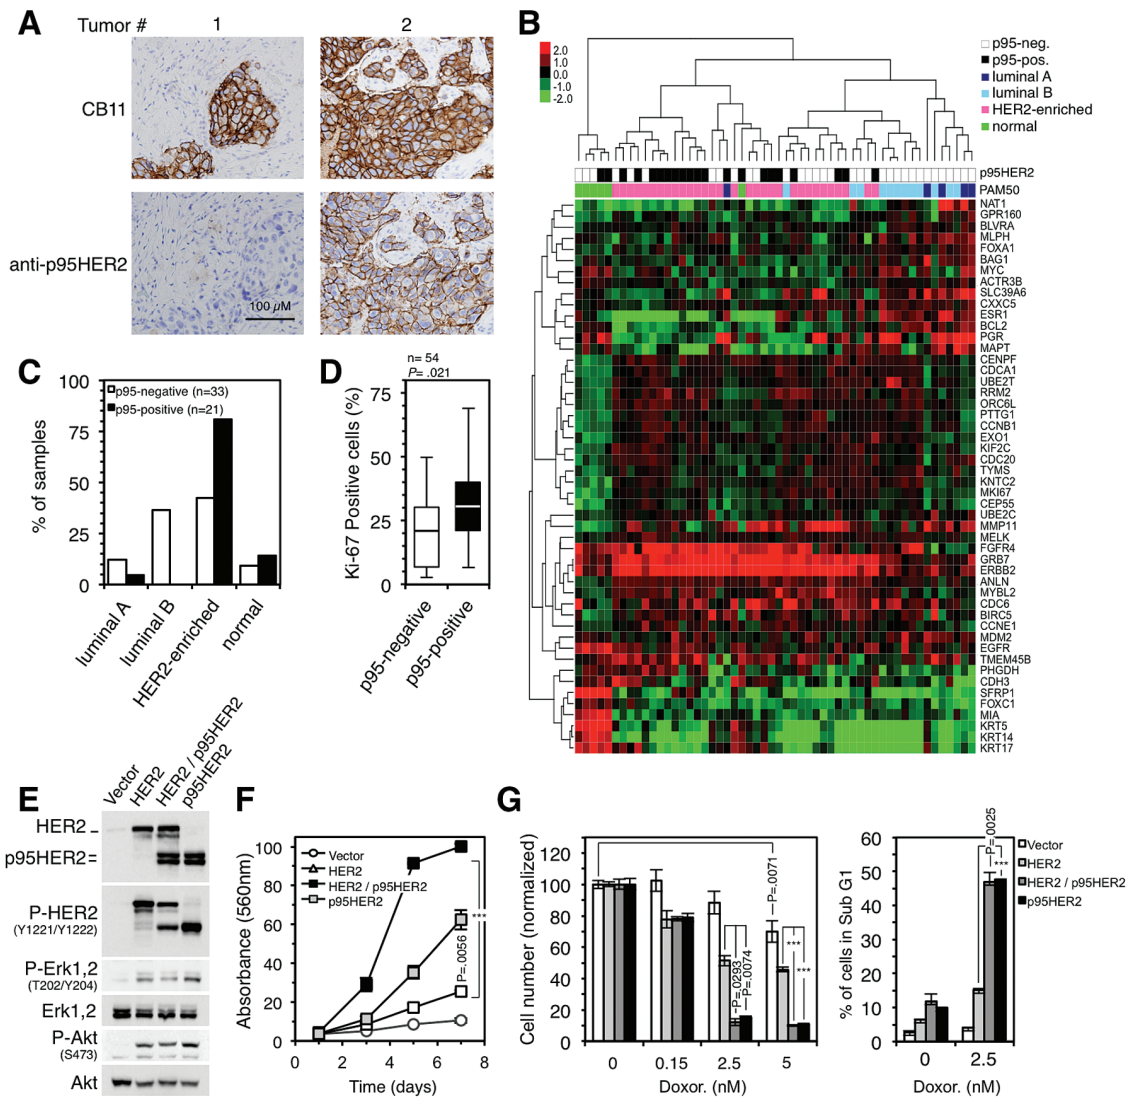 A
Tumor #
1
2
CB11
anti-p95HER2
100 µM
B
2.0
1.0
0.0
-1.0
-2.0
p95-neg.
p95-pos.
luminal A
luminal B
HER2-enriched
normal
p95HER2
PAM50
NAT1
GPR160
BLVRA
MLPH
FOXA1
BAG1
MYC
ACTR3B
SLC39A6
CXXC5
ESR1
BCL2
PGR
MAPT
CENPF
CDCA1
UBE2T
RRM2
ORC6L
PTTG1
CCNB1
EXO1
KIF2C
CDC20
TYMS
KNTC2
MKI67
CEP55
UBE2C
MMP11
MELK
FGFR4
GRB7
ERBB2
ANLN
MYBL2
CDC6
BIRC5
CCNE1
MDM2
EGFR
TMEM45B
PHGDH
CDH3
SFRP1
FOXC1
MIA
KRT5
KRT14
KRT17
C
% of samples
100
75
50
25
0
p95-negative (n=33)
p95-positive (n=21)
luminal A
luminal B
HER2-enriched
normal
D
n= 54
P= .021
Ki-67 Positive cells (%)
75
50
25
0
p95-negative
p95-positive
E
Vector
HER2
HER2 / p95HER2
p95HER2
HER2
p95HER2=
P-HER2
(Y1221/Y1222)
P-Erk1,2
(T202/Y204)
Erk1,2
P-Akt
(S473)
Akt
F
Absorbance (560nm)
100
80
60
40
20
0
Vector
HER2
HER2 / p95HER2
p95HER2
***
P=.0056
0 2 4 6 8
Time (days)
G
Cell number (normalized)
120
100
80
60
40
20
0
P=.0071
P=.0293
P=.0074
***
***
0 0.15 2.5 5
Doxor. (nM)
% of cells in Sub G1
60
50
40
30
20
10
0
P=.0025
***
0 2.5
Doxor. (nM)
Vector
HER2
HER2 / p95HER2
p95HER2